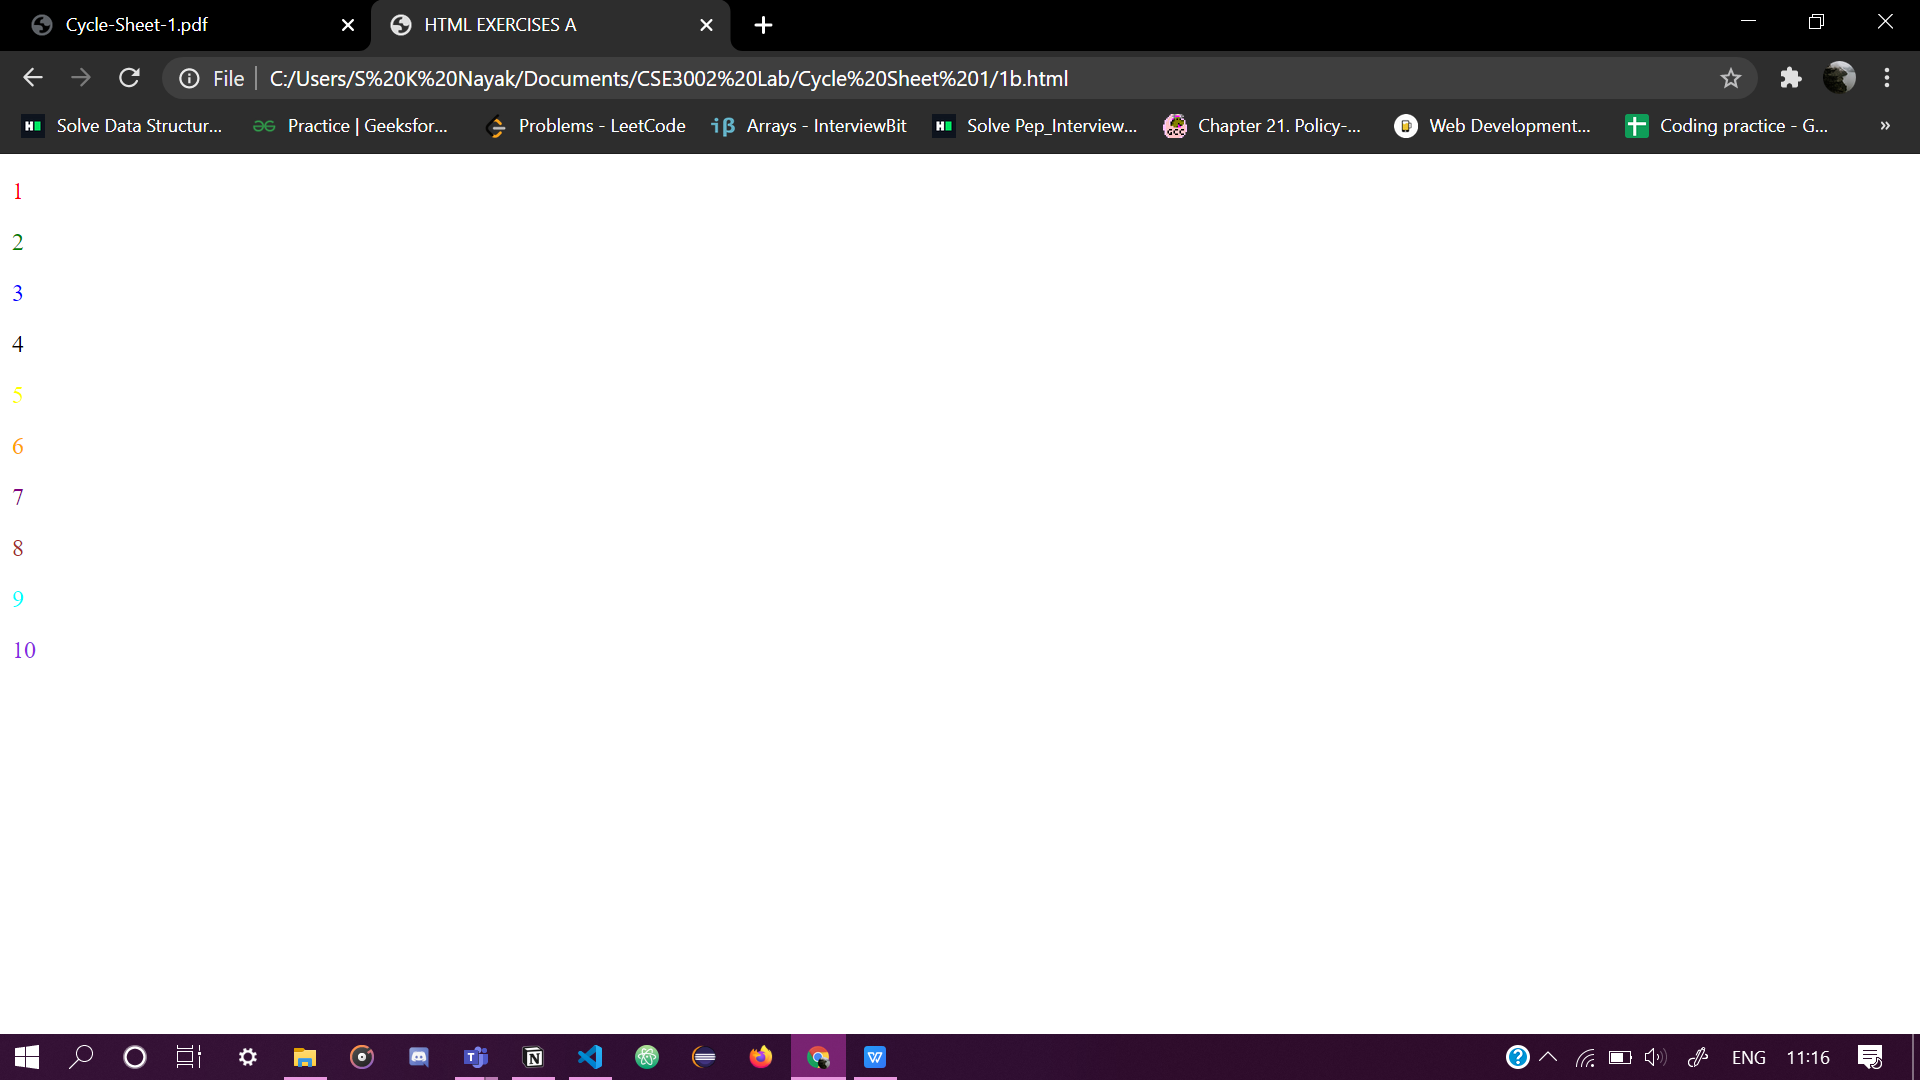 Cycle-Sheet-1.pdf
HTML EXERCISES A
File
C:/Users/S%20K%20Nayak/Documents/CSE3002%20Lab/Cycle%20Sheet%201/1b.html
Solve Data Structur...
Practice | Geeksfor...
Problems - LeetCode
Arrays - InterviewBit
Solve Pep_Interview...
Chapter 21. Policy-...
Web Development...
Coding practice - G...
»
1
2
3
4
5
6
7
8
9
10
ENG
11:16